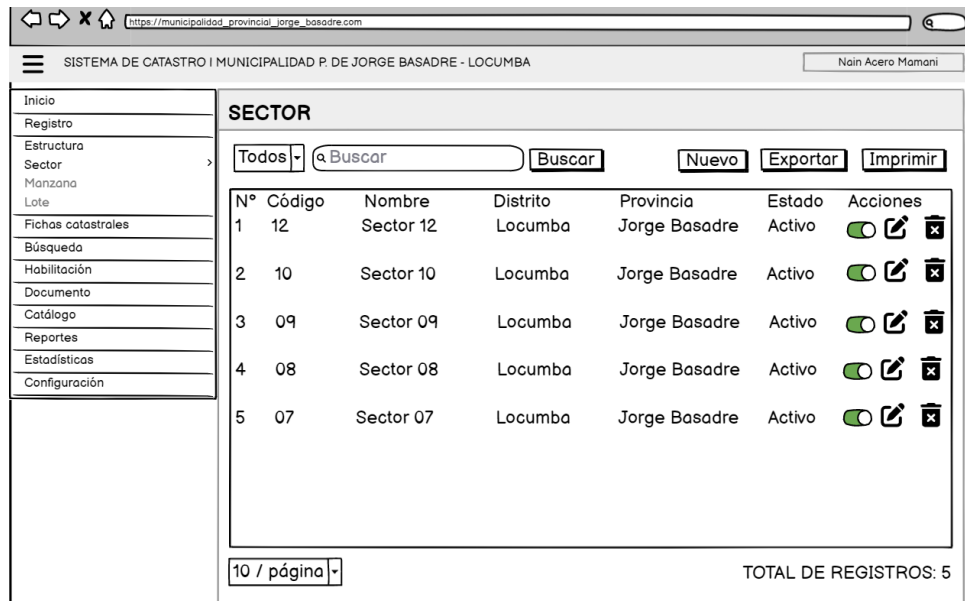 https://municipalidad_provincial_jorge_basadre.com
SISTEMA DE CATASTRO I MUNICIPALIDAD P. DE JORGE BASADRE - LOCUMBA
Nain Acero Mamani
Inicio
Registro
Estructura
Sector >
Manzana
Lote
Fichas catastrales
Búsqueda
Habilitación
Documento
Catálogo
Reportes
Estadísticas
Configuración
SECTOR
Todos Buscar Buscar Nuevo Exportar Imprimir
N° Código Nombre Distrito Provincia Estado Acciones
1 12 Sector 12 Locumba Jorge Basadre Activo
2 10 Sector 10 Locumba Jorge Basadre Activo
3 09 Sector 09 Locumba Jorge Basadre Activo
4 08 Sector 08 Locumba Jorge Basadre Activo
5 07 Sector 07 Locumba Jorge Basadre Activo
10 / página TOTAL DE REGISTROS: 5